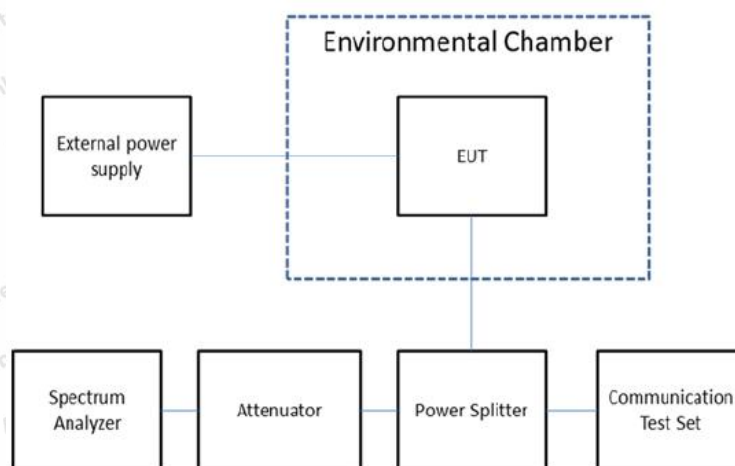 Environmental Chamber
External power
supply
EUT
Spectrum
Analyzer
Attenuator
Power Splitter
Communication
Test Set